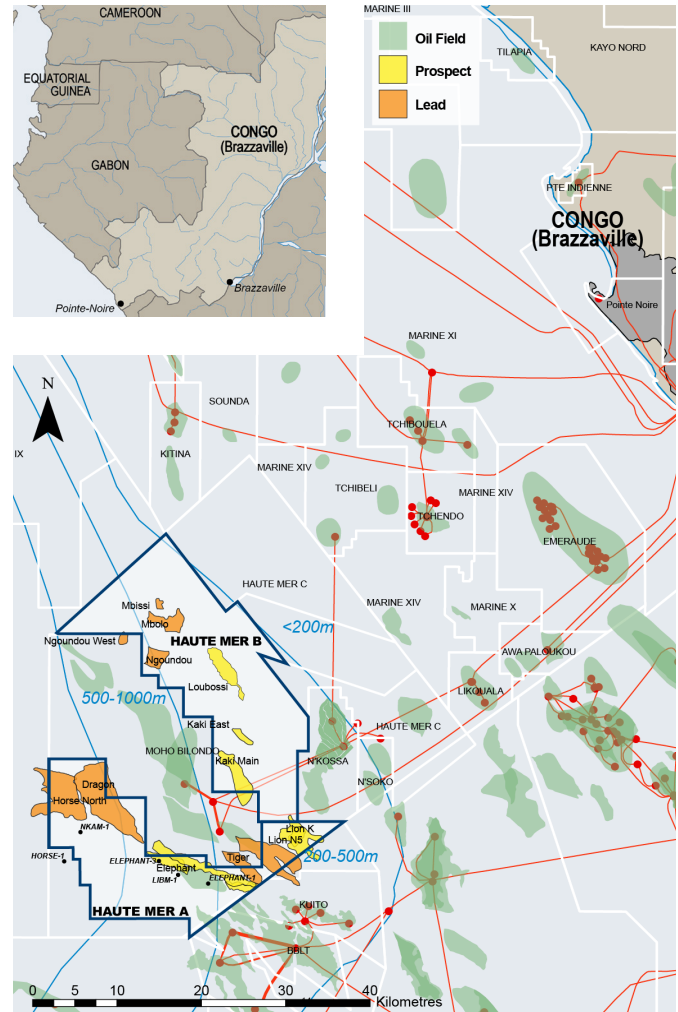 CAMEROON
EQUATORIAL
GUINEA
GABON
CONGO
(Brazzaville)
Brazzaville
Pointe-Noire
MARINE III
Oil Field
Prospect
Lead
TILAPIA
KAYO NORD
PTE INDIENNE
CONGO
(Brazzaville)
Pointe Noire
MARINE XI
N
SOUNDA
TCHIBOUELA
IX
KITINA
MARINE XIV
TCHIBELI
MARINE XIV
TCHENDO
EMERAUDE
HAUTE MER C
Mbissi
Mbolo
MARINE XIV
MARINE X
<200m
Ngoundou West
HAUTE MER B
Ngoundou
AWA PALOUKOU
Loubossi
LIKOUALA
500-1000m
Kaki East
HAUTE MER C
MOHO BILONDO
N'KOSSA
Kaki Main
N'SOKO
Dragon
Horse North
NKAM-1
Lion K
Lion N5
HORSE-1
ELEPHANT-3
Elephant
Tiger
200-500m
LIBM-1
ELEPHANT-1
HAUTE MER A
KUITO
BBLT
0 5 10 20 30 40
Kilometres